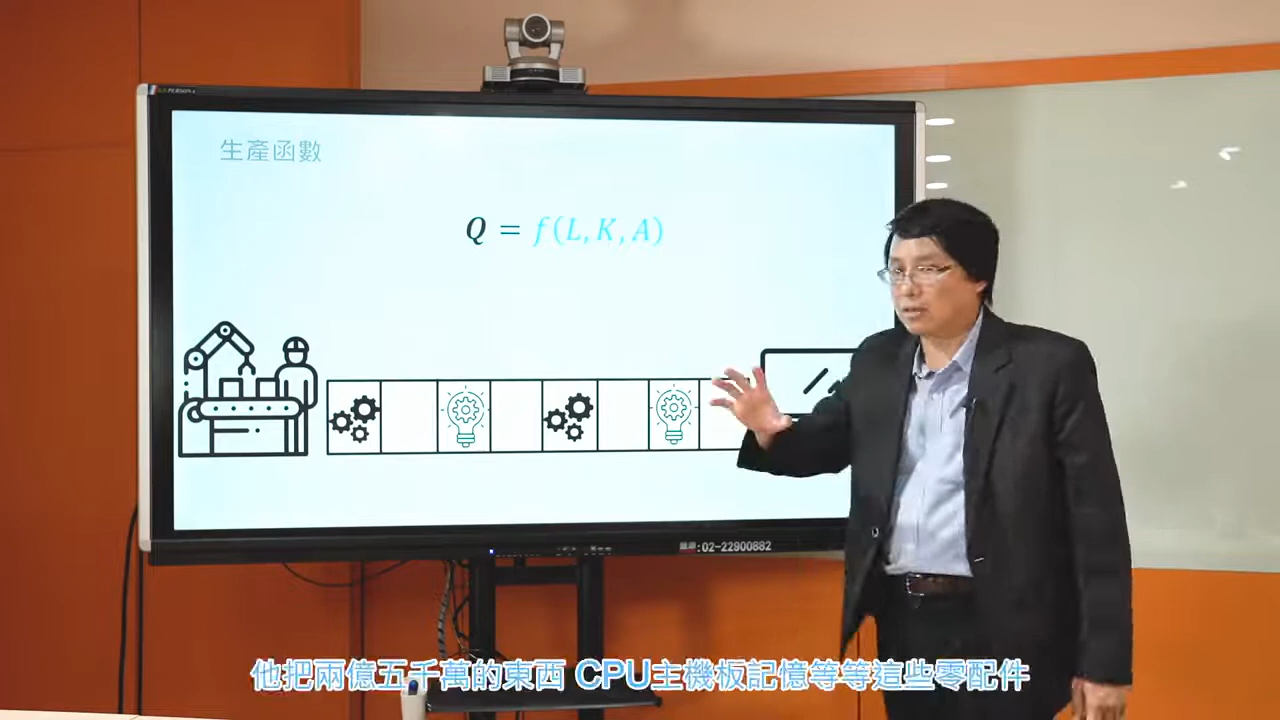 生產函數
Q = f(L, K, A)
:02-22900882
他把兩億五千萬的東西 CPU主機板記憶等等這些零配件